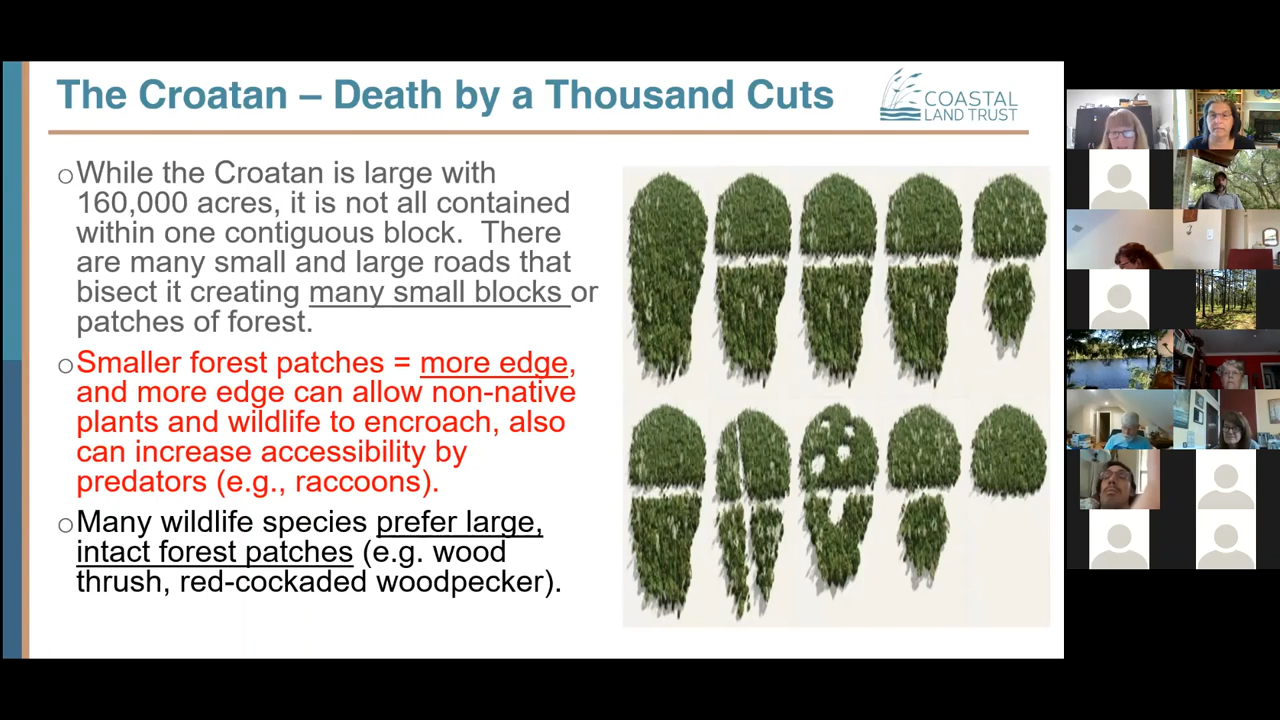 The Croatan – Death by a Thousand Cuts
COASTAL
LAND TRUST
○While the Croatan is large with
160,000 acres, it is not all contained
within one contiguous block.  There
are many small and large roads that
bisect it creating many small blocks or
patches of forest.
○Smaller forest patches = more edge,
and more edge can allow non-native
plants and wildlife to encroach, also
can increase accessibility by
predators (e.g., raccoons).
○Many wildlife species prefer large,
intact forest patches (e.g. wood
thrush, red-cockaded woodpecker).